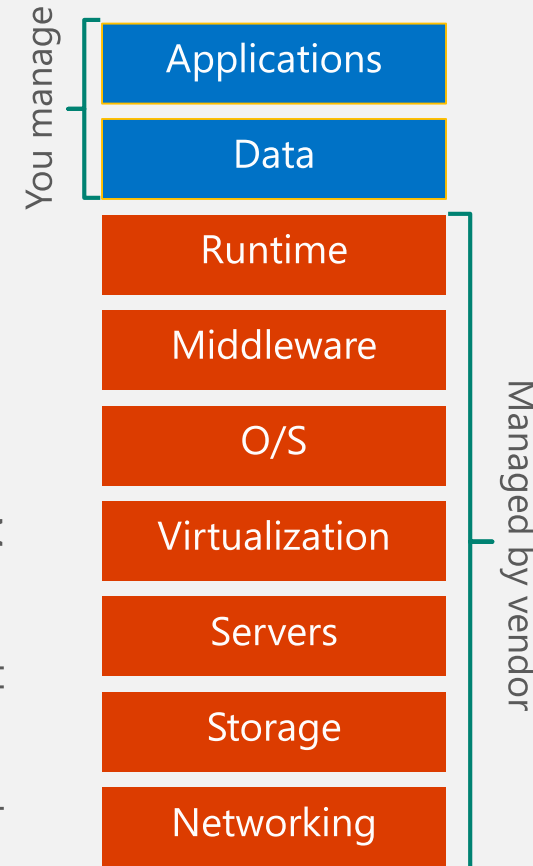 You manage
Applications
Data
Runtime
Middleware
O/S
Virtualization
Servers
Storage
Networking
Managed by vendor